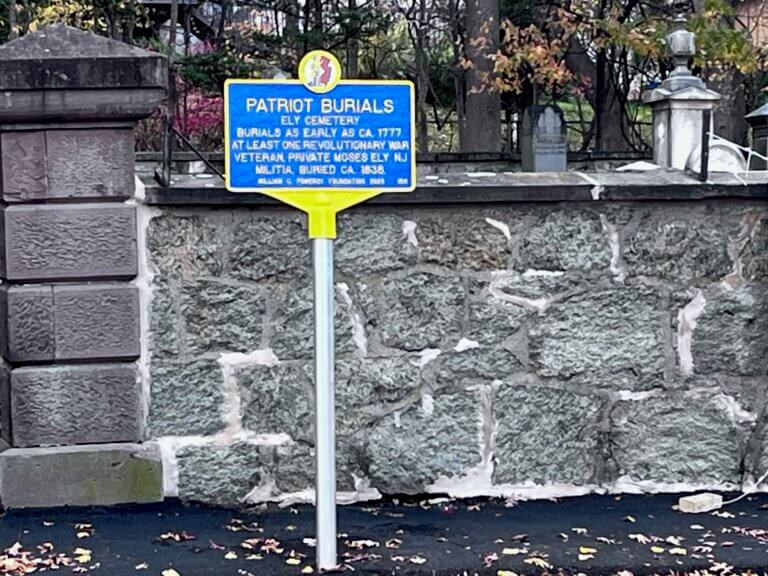 PATRIOT BURIALS
ELY CEMETERY
BURIALS AS EARLY AS CA. 1777.
AT LEAST ONE REVOLUTIONARY WAR
VETERAN, PRIVATE MOSES ELY, NJ
MILITIA, BURIED CA. 1838.
WILLIAM G. POMEROY FOUNDATION